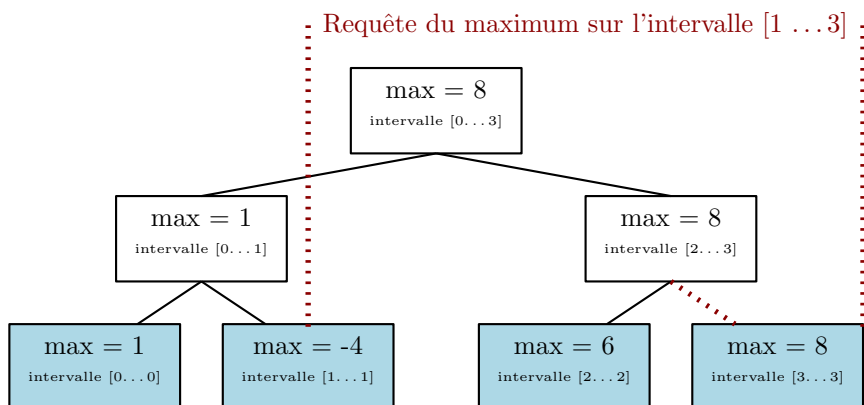 Requête du maximum sur l'intervalle [1 ...3]
max = 8
intervalle [0...3]
max = 1
intervalle [0...1]
max = 8
intervalle [2...3]
max = 1
intervalle [0...0]
max = -4
intervalle [1...1]
max = 6
intervalle [2...2]
max = 8
intervalle [3...3]